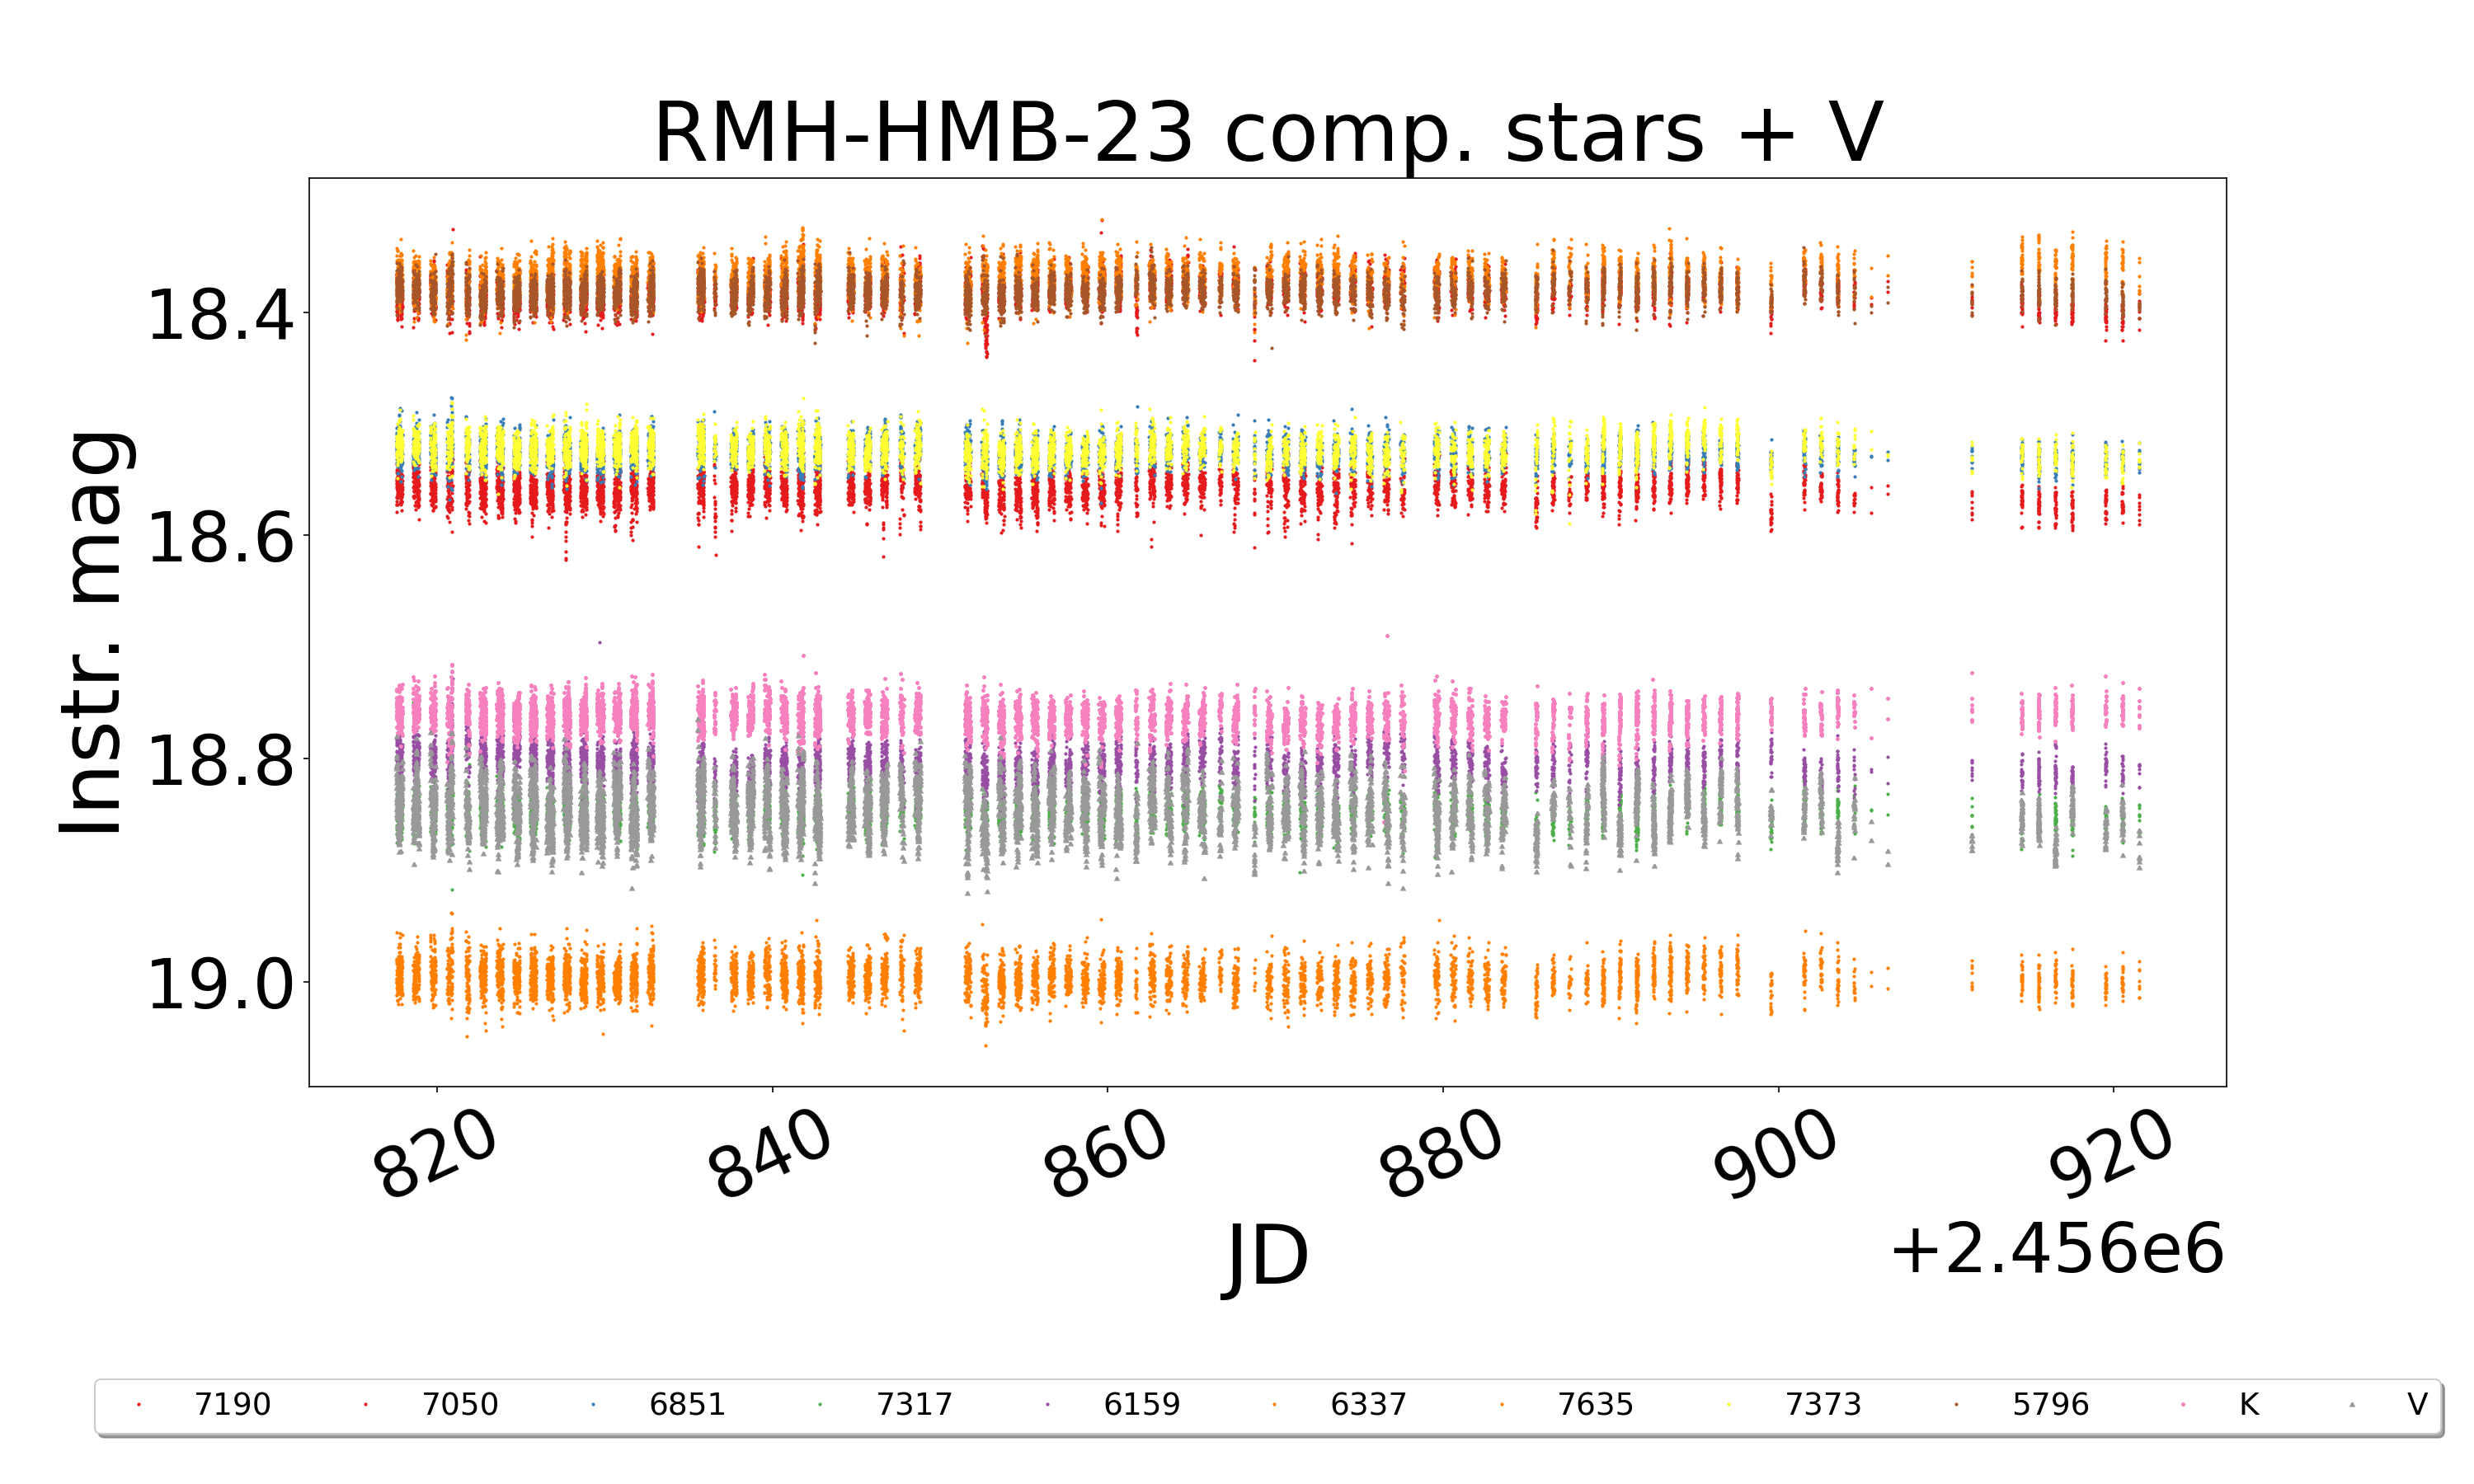 RMH-HMB-23 comp. stars + V
Instr. mag
18.4
18.6
18.8
19.0
820 840 860 880 900 920
JD
+2.456e6
7190 7050 6851 7317 6159 6337 7635 7373 5796 K V